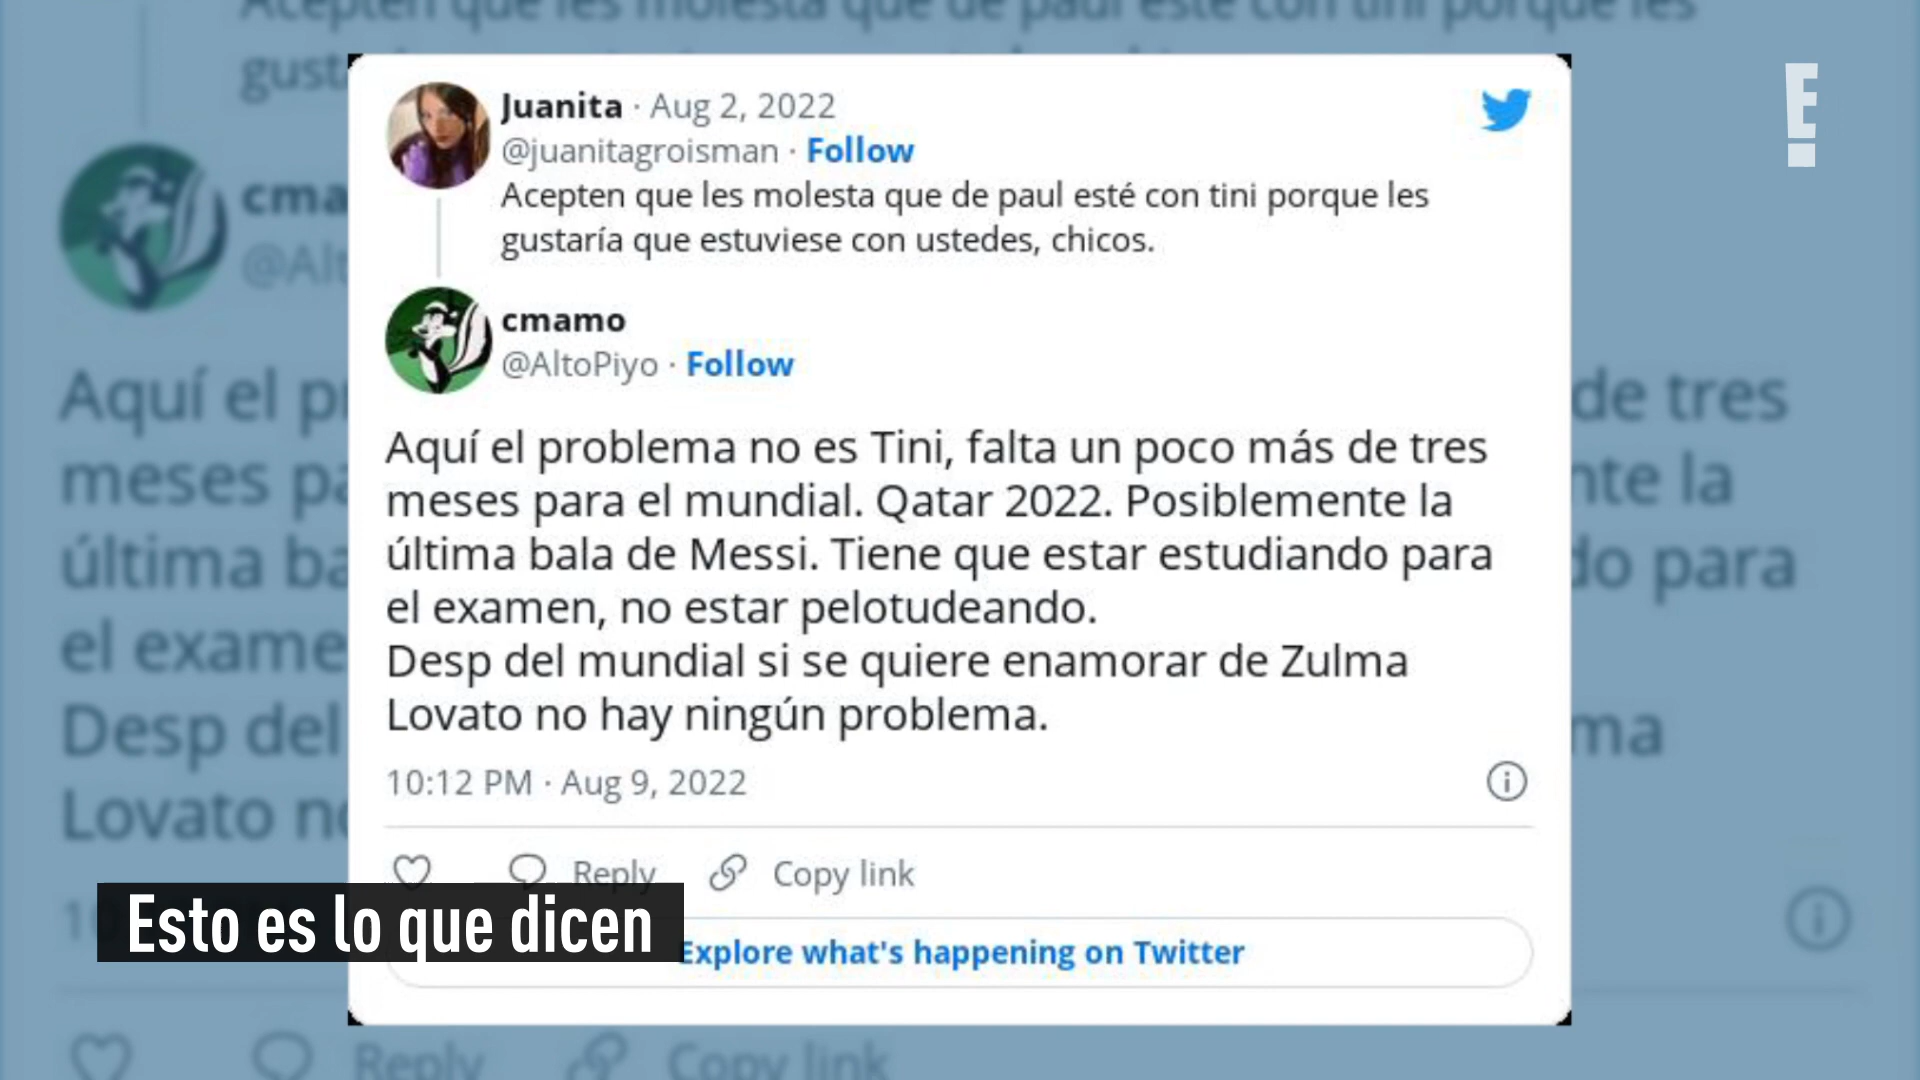 Juanita · Aug 2, 2022
@juanitagroisman · Follow
Acepten que les molesta que de paul esté con tini porque les
gustaría que estuviese con ustedes, chicos.
cmamo
@AltoPiyo · Follow
Aquí el problema no es Tini, falta un poco más de tres
meses para el mundial. Qatar 2022. Posiblemente la
última bala de Messi. Tiene que estar estudiando para
el examen, no estar pelotudeando.
Desp del mundial si se quiere enamorar de Zulma
Lovato no hay ningún problema.
10:12 PM · Aug 9, 2022
Reply Copy link
Explore what's happening on Twitter
Esto es lo que dicen
E!